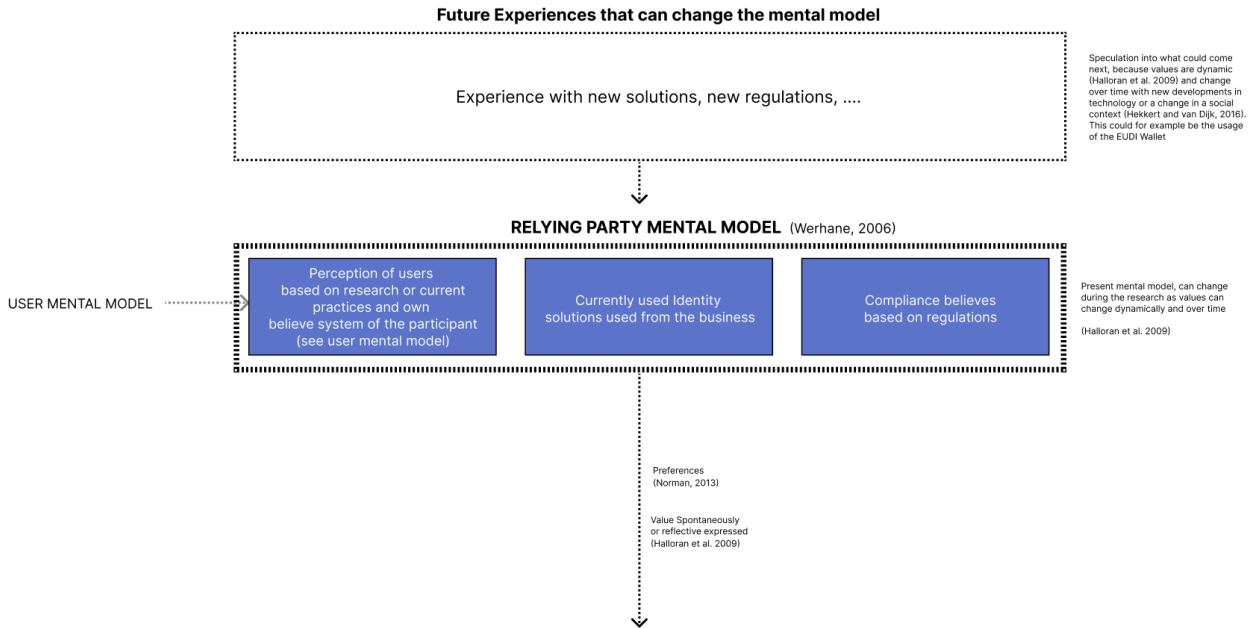 Future Experiences that can change the mental model
Experience with new solutions, new regulations, ....
Speculation into what could come
next, because values are dynamic
(Halloran et al. 2009) and change
over time with new developments in
technology or a change in a social
context (Hekkert and van Dijk, 2016).
This could for example be the usage
of the EUDI Wallet
RELYING PARTY MENTAL MODEL (Werhane, 2006)
USER MENTAL MODEL
Perception of users
based on research or current
practices and own
believe system of the participant
(see user mental model)
Currently used Identity
solutions used from the business
Compliance believes
based on regulations
Present mental model, can change
during the research as values can
change dynamically and over time
(Halloran et al. 2009)
Preferences
(Norman, 2013)
Value Spontaneously
or reflective expressed
(Halloran et al. 2009)